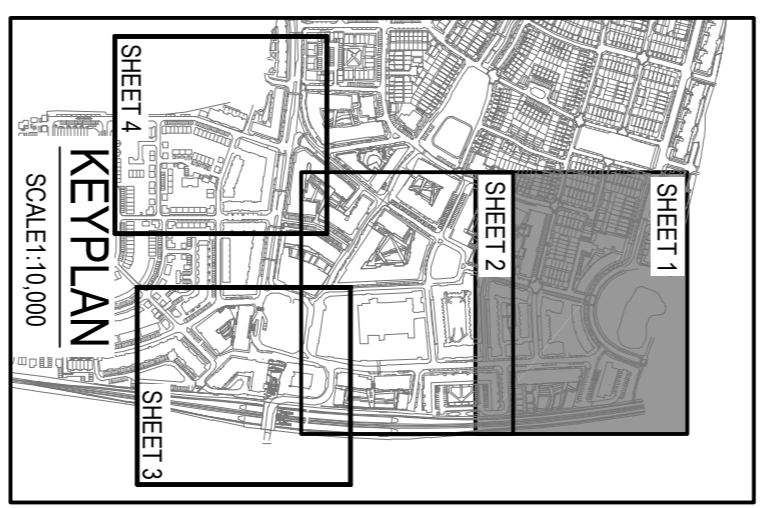 SHEET 1
SHEET 2
SHEET 3
SHEET 4
KEYPLAN
SCALE1:10,000